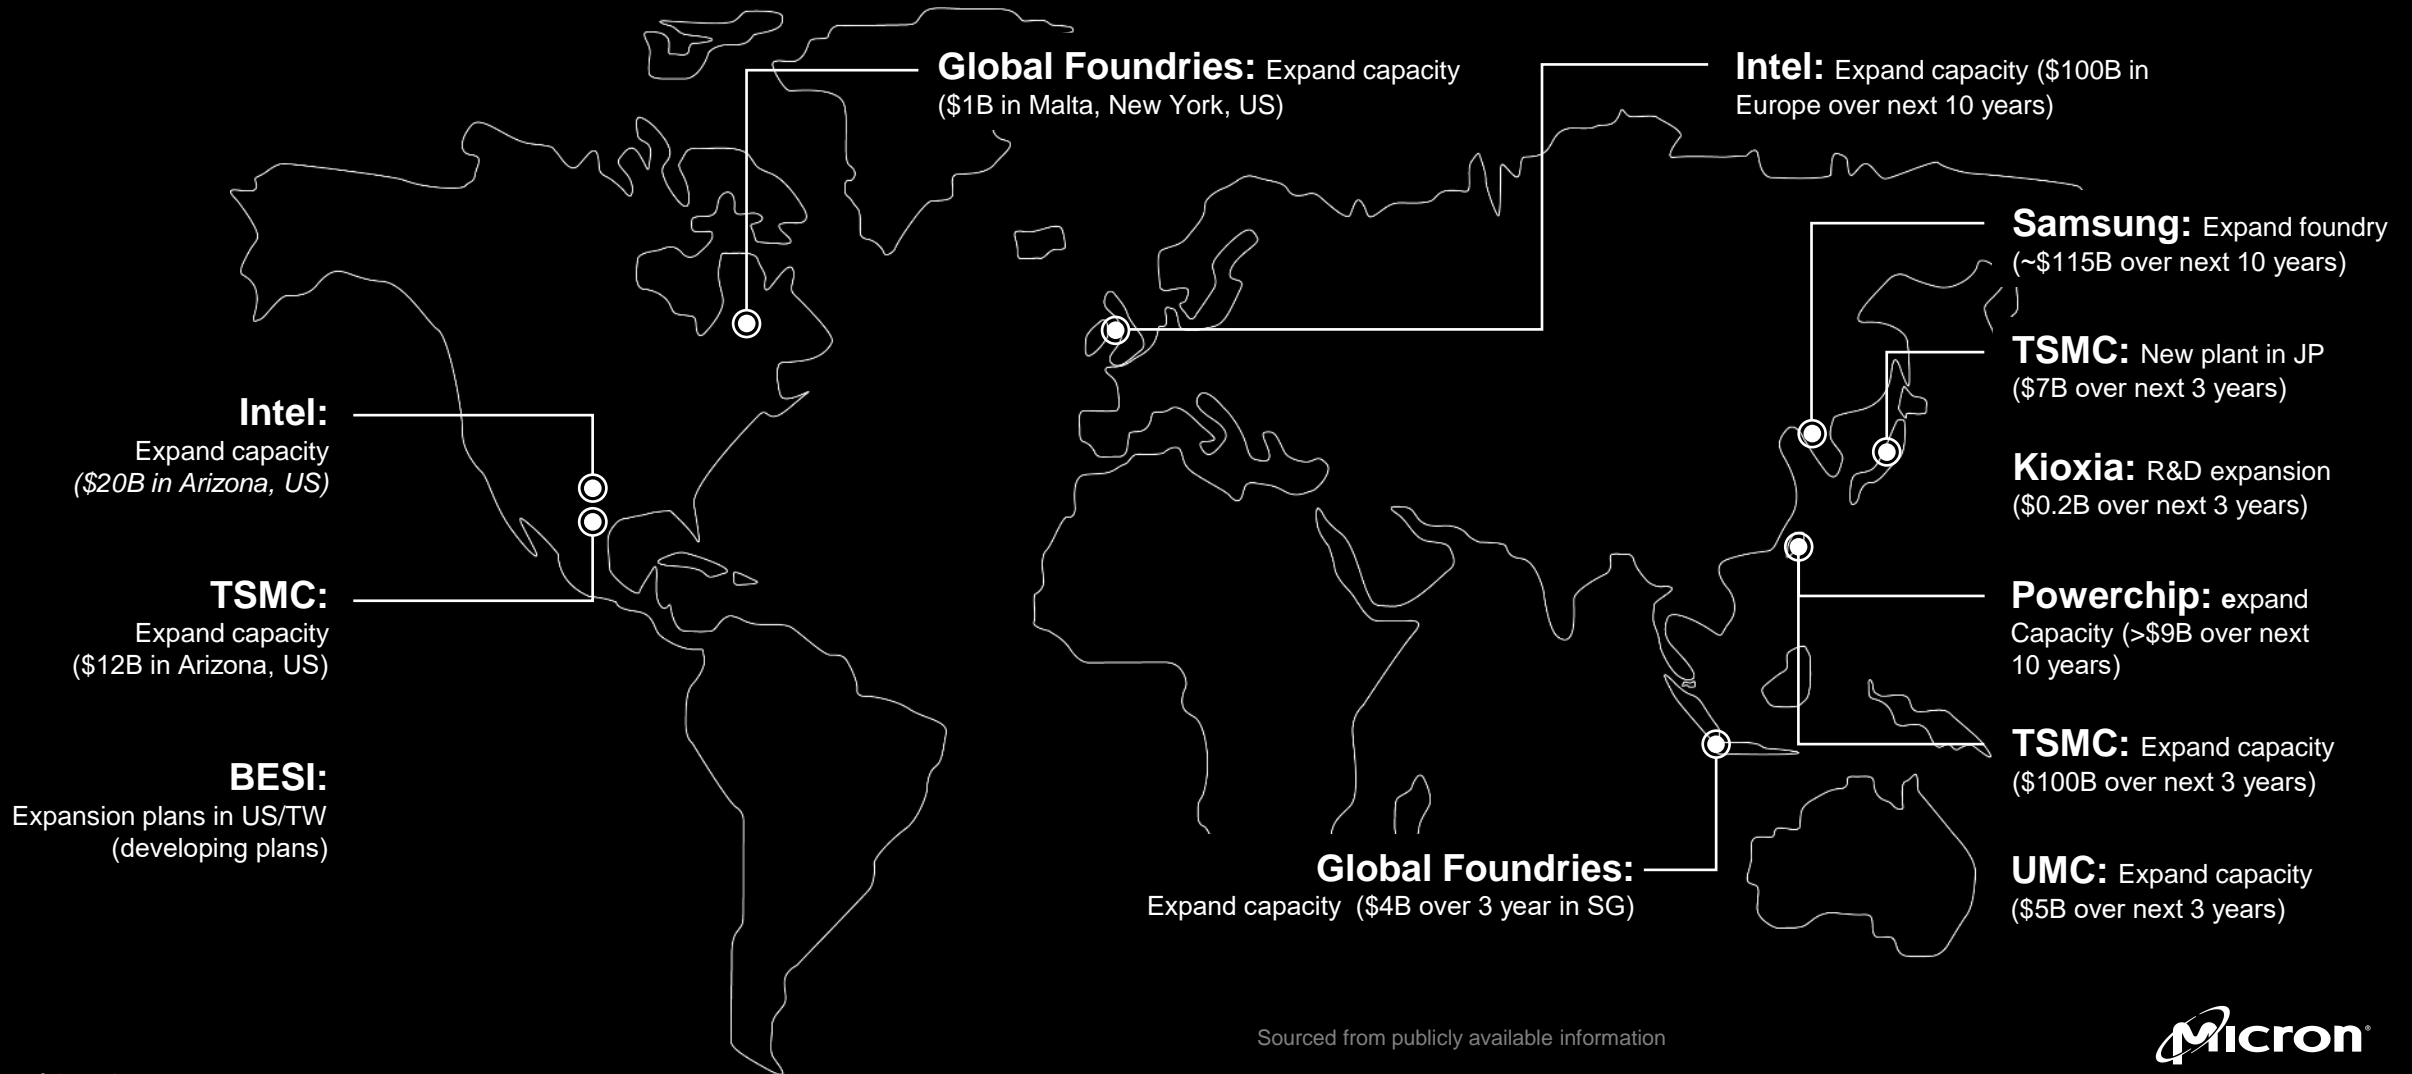 Global Foundries: Expand capacity
($1B in Malta, New York, US)
Intel: Expand capacity ($100B in
Europe over next 10 years)
Samsung: Expand foundry
(~$115B over next 10 years)
TSMC: New plant in JP
($7B over next 3 years)
Intel:
Expand capacity
($20B in Arizona, US)
Kioxia: R&D expansion
($0.2B over next 3 years)
TSMC:
Expand capacity
($12B in Arizona, US)
Powerchip: expand
Capacity (>$9B over next
10 years)
BESI:
Expansion plans in US/TW
(developing plans)
TSMC: Expand capacity
($100B over next 3 years)
Global Foundries:
Expand capacity  ($4B over 3 year in SG)
UMC: Expand capacity
($5B over next 3 years)
Sourced from publicly available information
Micron